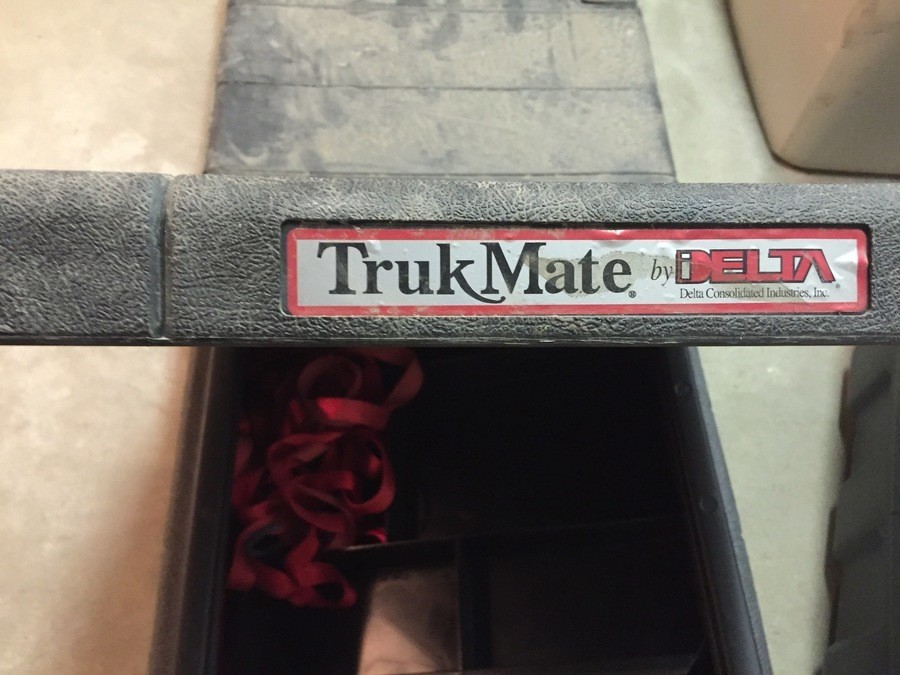 TrukMate® by DELTA®
Delta Consolidated Industries, Inc.